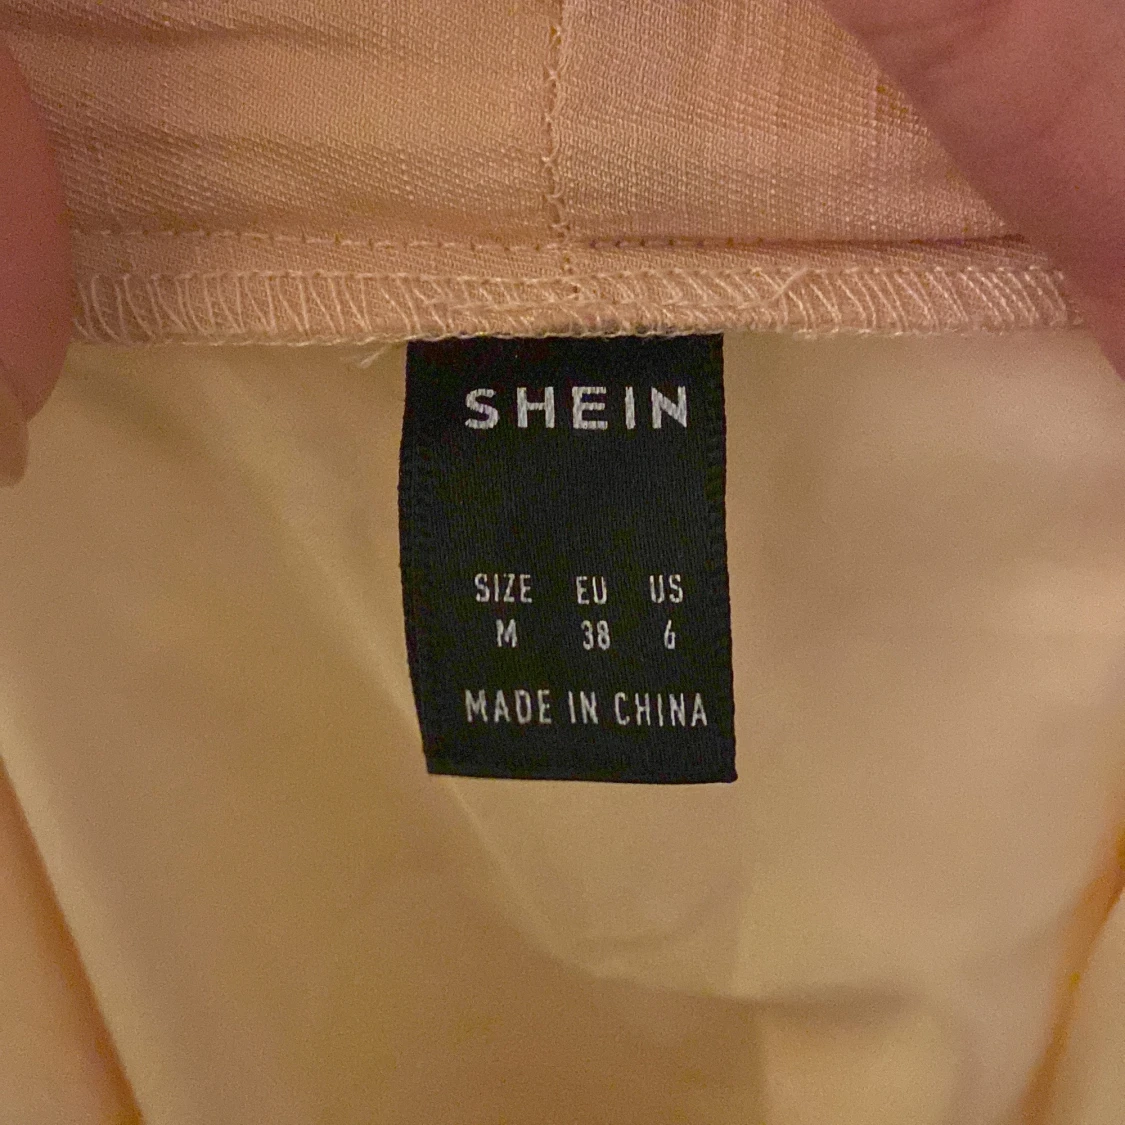 SHEIN
SIZE EU US
M 38 6
MADE IN CHINA